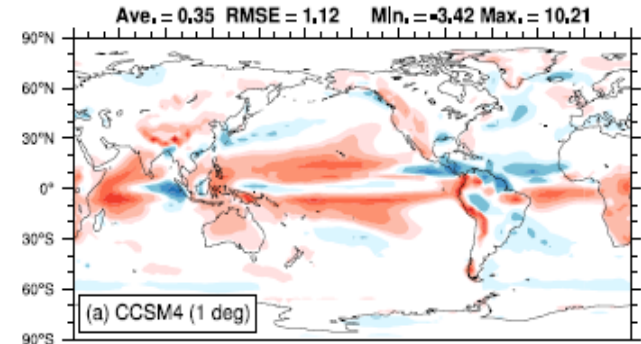 Ave. = 0.35 RMSE = 1.12 Min. = -3.42 Max. = 10.21
90°N
60°N
30°N
0°
30°S
60°S
(a) CCSM4 (1 deg)
90°S